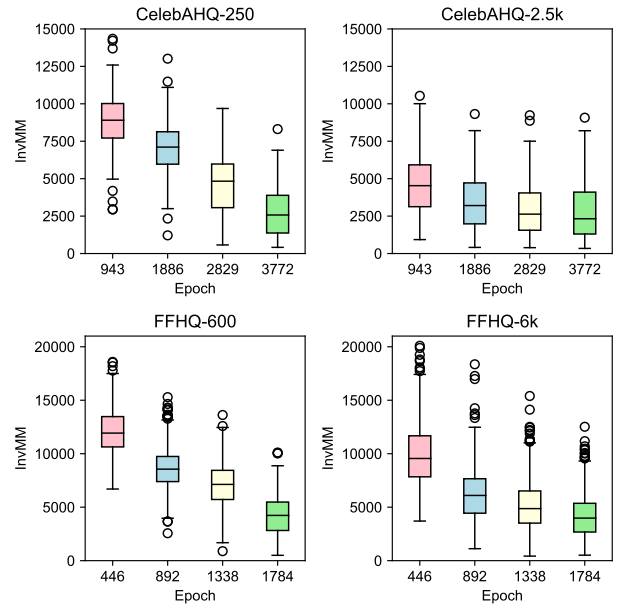 CelebAHQ-250
15000
12500
10000
7500
5000
2500
0
InvMM
943 1886 2829 3772
Epoch
CelebAHQ-2.5k
15000
12500
10000
7500
5000
2500
0
InvMM
943 1886 2829 3772
Epoch
FFHQ-600
20000
15000
10000
5000
0
InvMM
446 892 1338 1784
Epoch
FFHQ-6k
20000
15000
10000
5000
0
InvMM
446 892 1338 1784
Epoch